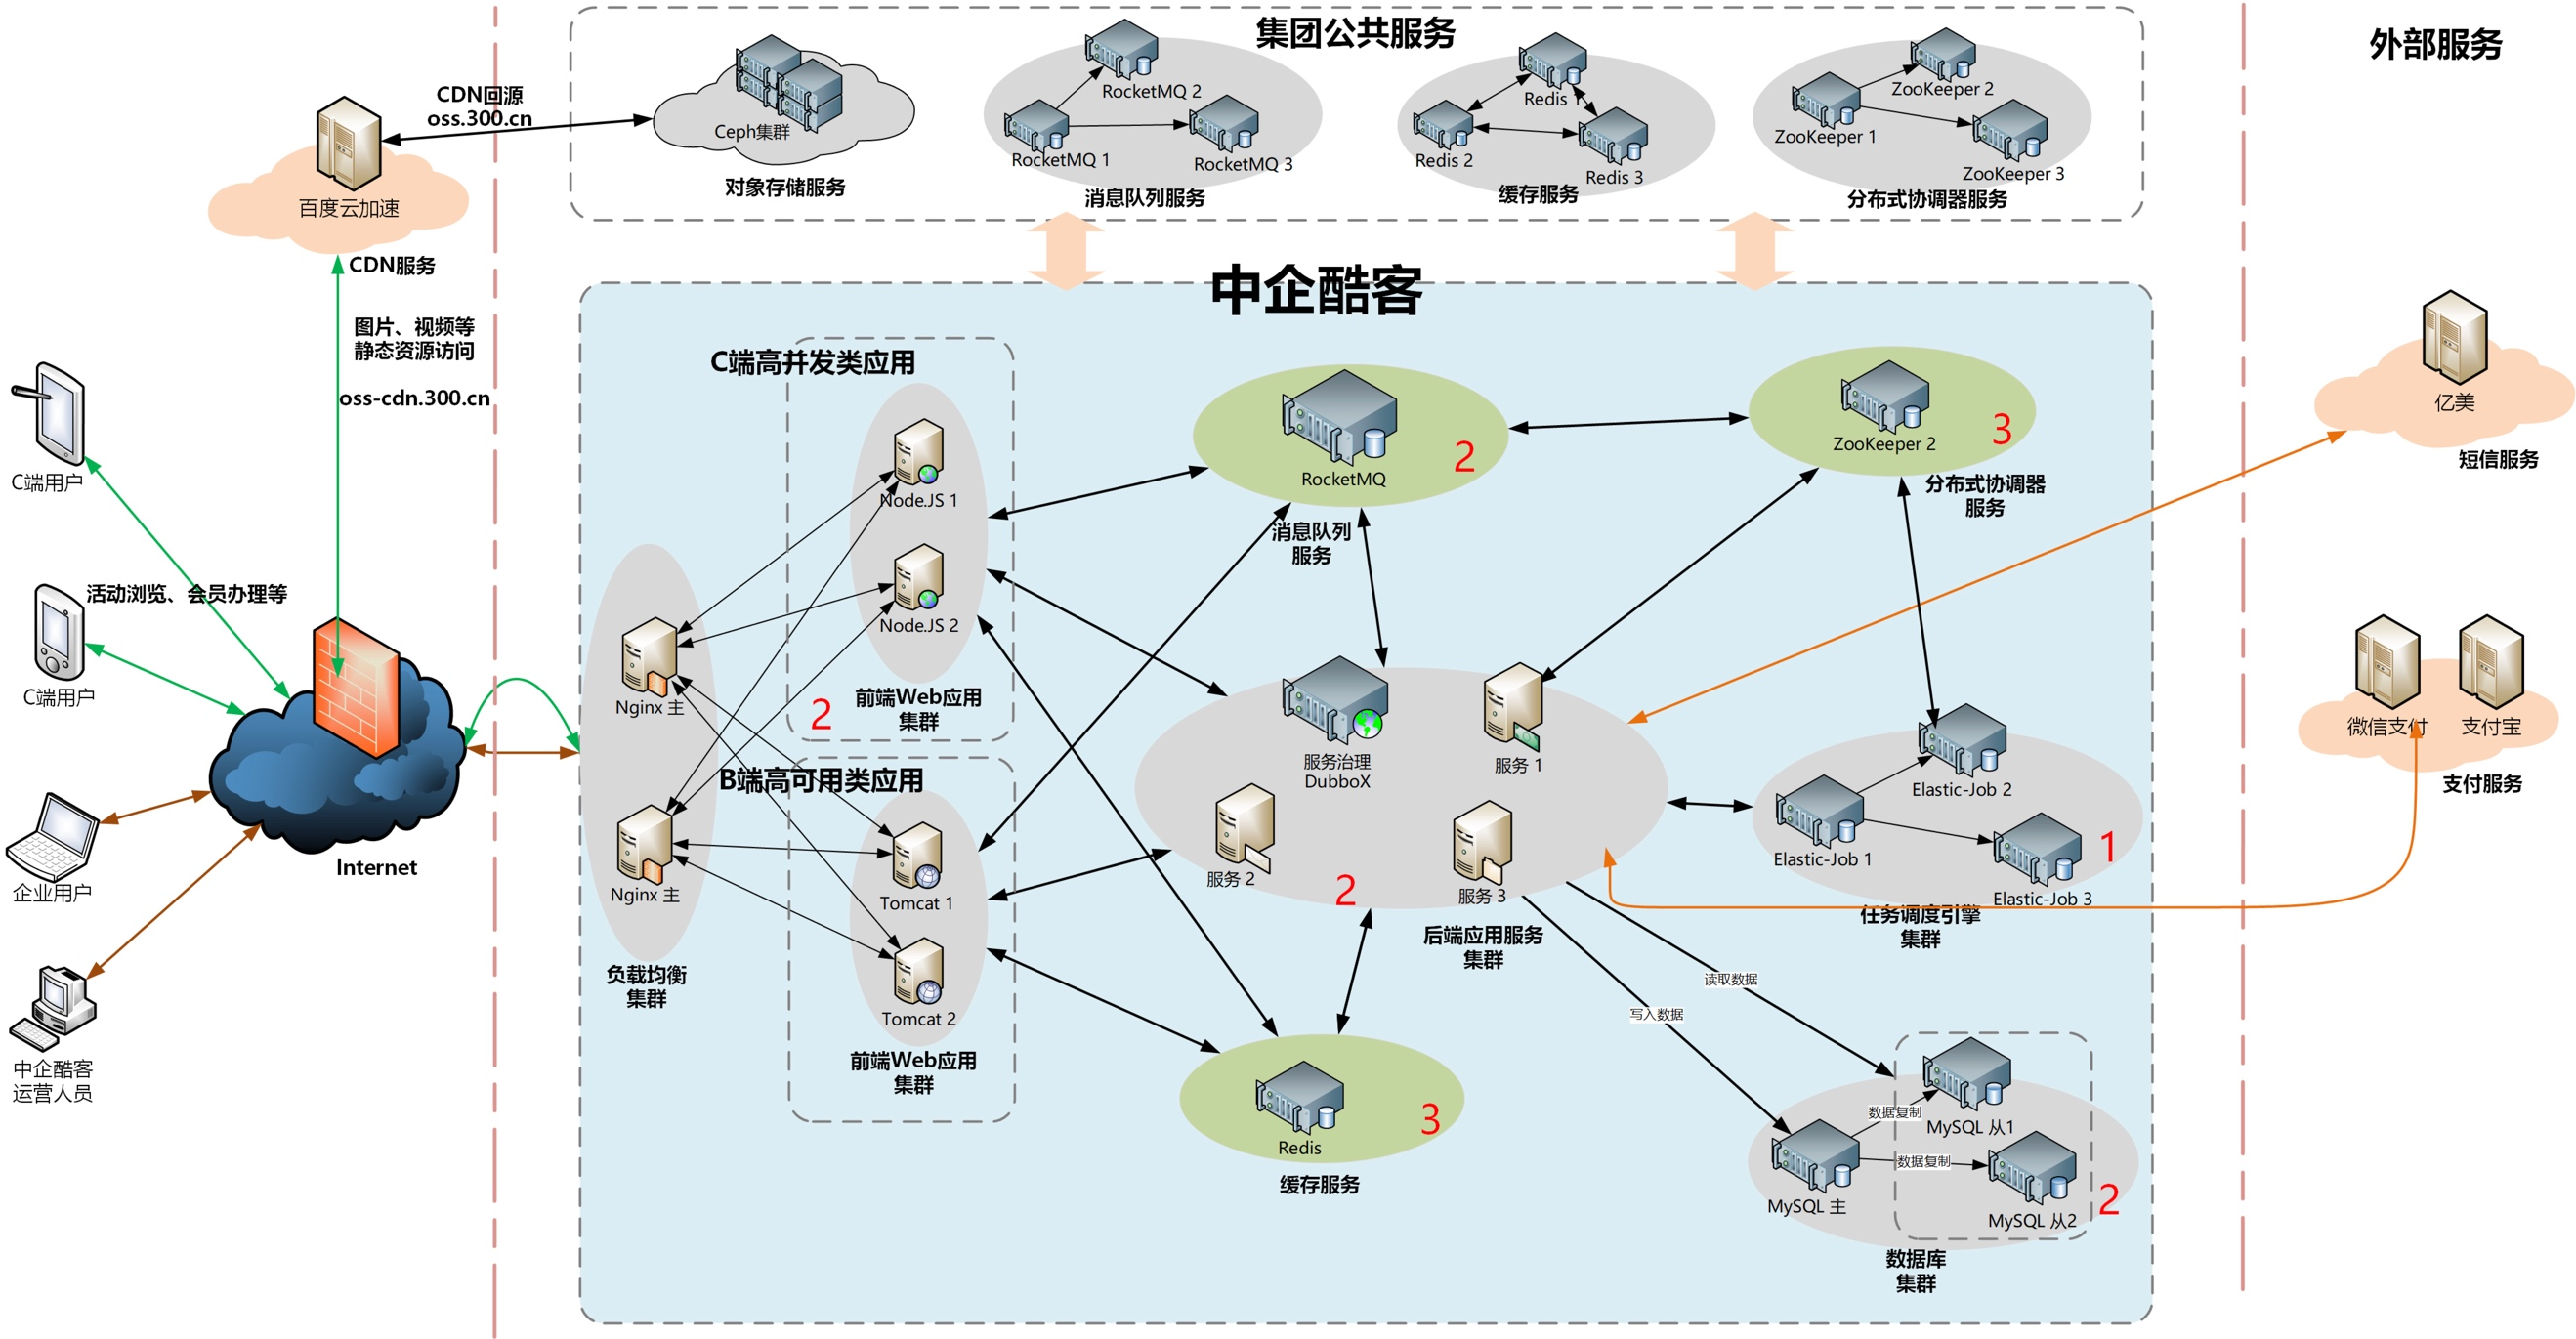 集团公共服务
外部服务
CDN回源
oss.300.cn
百度云加速
CDN服务
图片、视频等
静态资源访问
oss-cdn.300.cn
Ceph集群
对象存储服务
RocketMQ 2
RocketMQ 1
RocketMQ 3
消息队列服务
Redis 1
Redis 2
Redis 3
缓存服务
ZooKeeper 2
ZooKeeper 1
ZooKeeper 3
分布式协调器服务
中企酷客
C端用户
活动浏览、会员办理等
C端用户
企业用户
中企酷客
运营人员
Internet
C端高并发类应用
Node.JS 1
Node.JS 2
2
前端Web应用
集群
Nginx 主
Nginx 主
负载均衡
集群
B端高可用类应用
Tomcat 1
Tomcat 2
前端Web应用
集群
RocketMQ
2
消息队列
服务
ZooKeeper 2
3
分布式协调器
服务
服务治理
DubboX
服务 1
服务 2
服务 3
2
后端应用服务
集群
Elastic-Job 2
Elastic-Job 1
Elastic-Job 3
1
任务调度引擎
集群
读取数据
写入数据
Redis
3
缓存服务
数据复制
MySQL 从1
数据复制
MySQL 主
MySQL 从2
2
数据库
集群
亿美
短信服务
微信支付
支付宝
支付服务